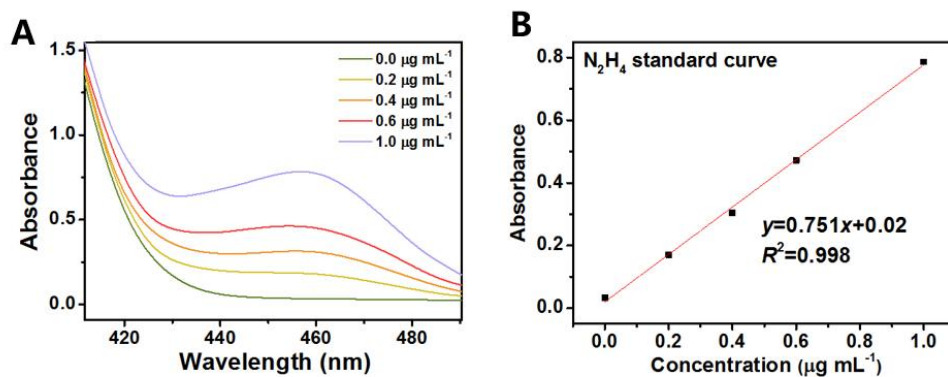 A
1.5
1.0
0.5
0.0
Absorbance
0.0 μg mL⁻¹
0.2 μg mL⁻¹
0.4 μg mL⁻¹
0.6 μg mL⁻¹
1.0 μg mL⁻¹
420 440 460 480
Wavelength (nm)
B
0.8
0.6
0.4
0.2
0.0
Absorbance
N₂H₄ standard curve
y=0.751x+0.02
R²=0.998
0.0 0.2 0.4 0.6 0.8 1.0
Concentration (μg mL⁻¹)